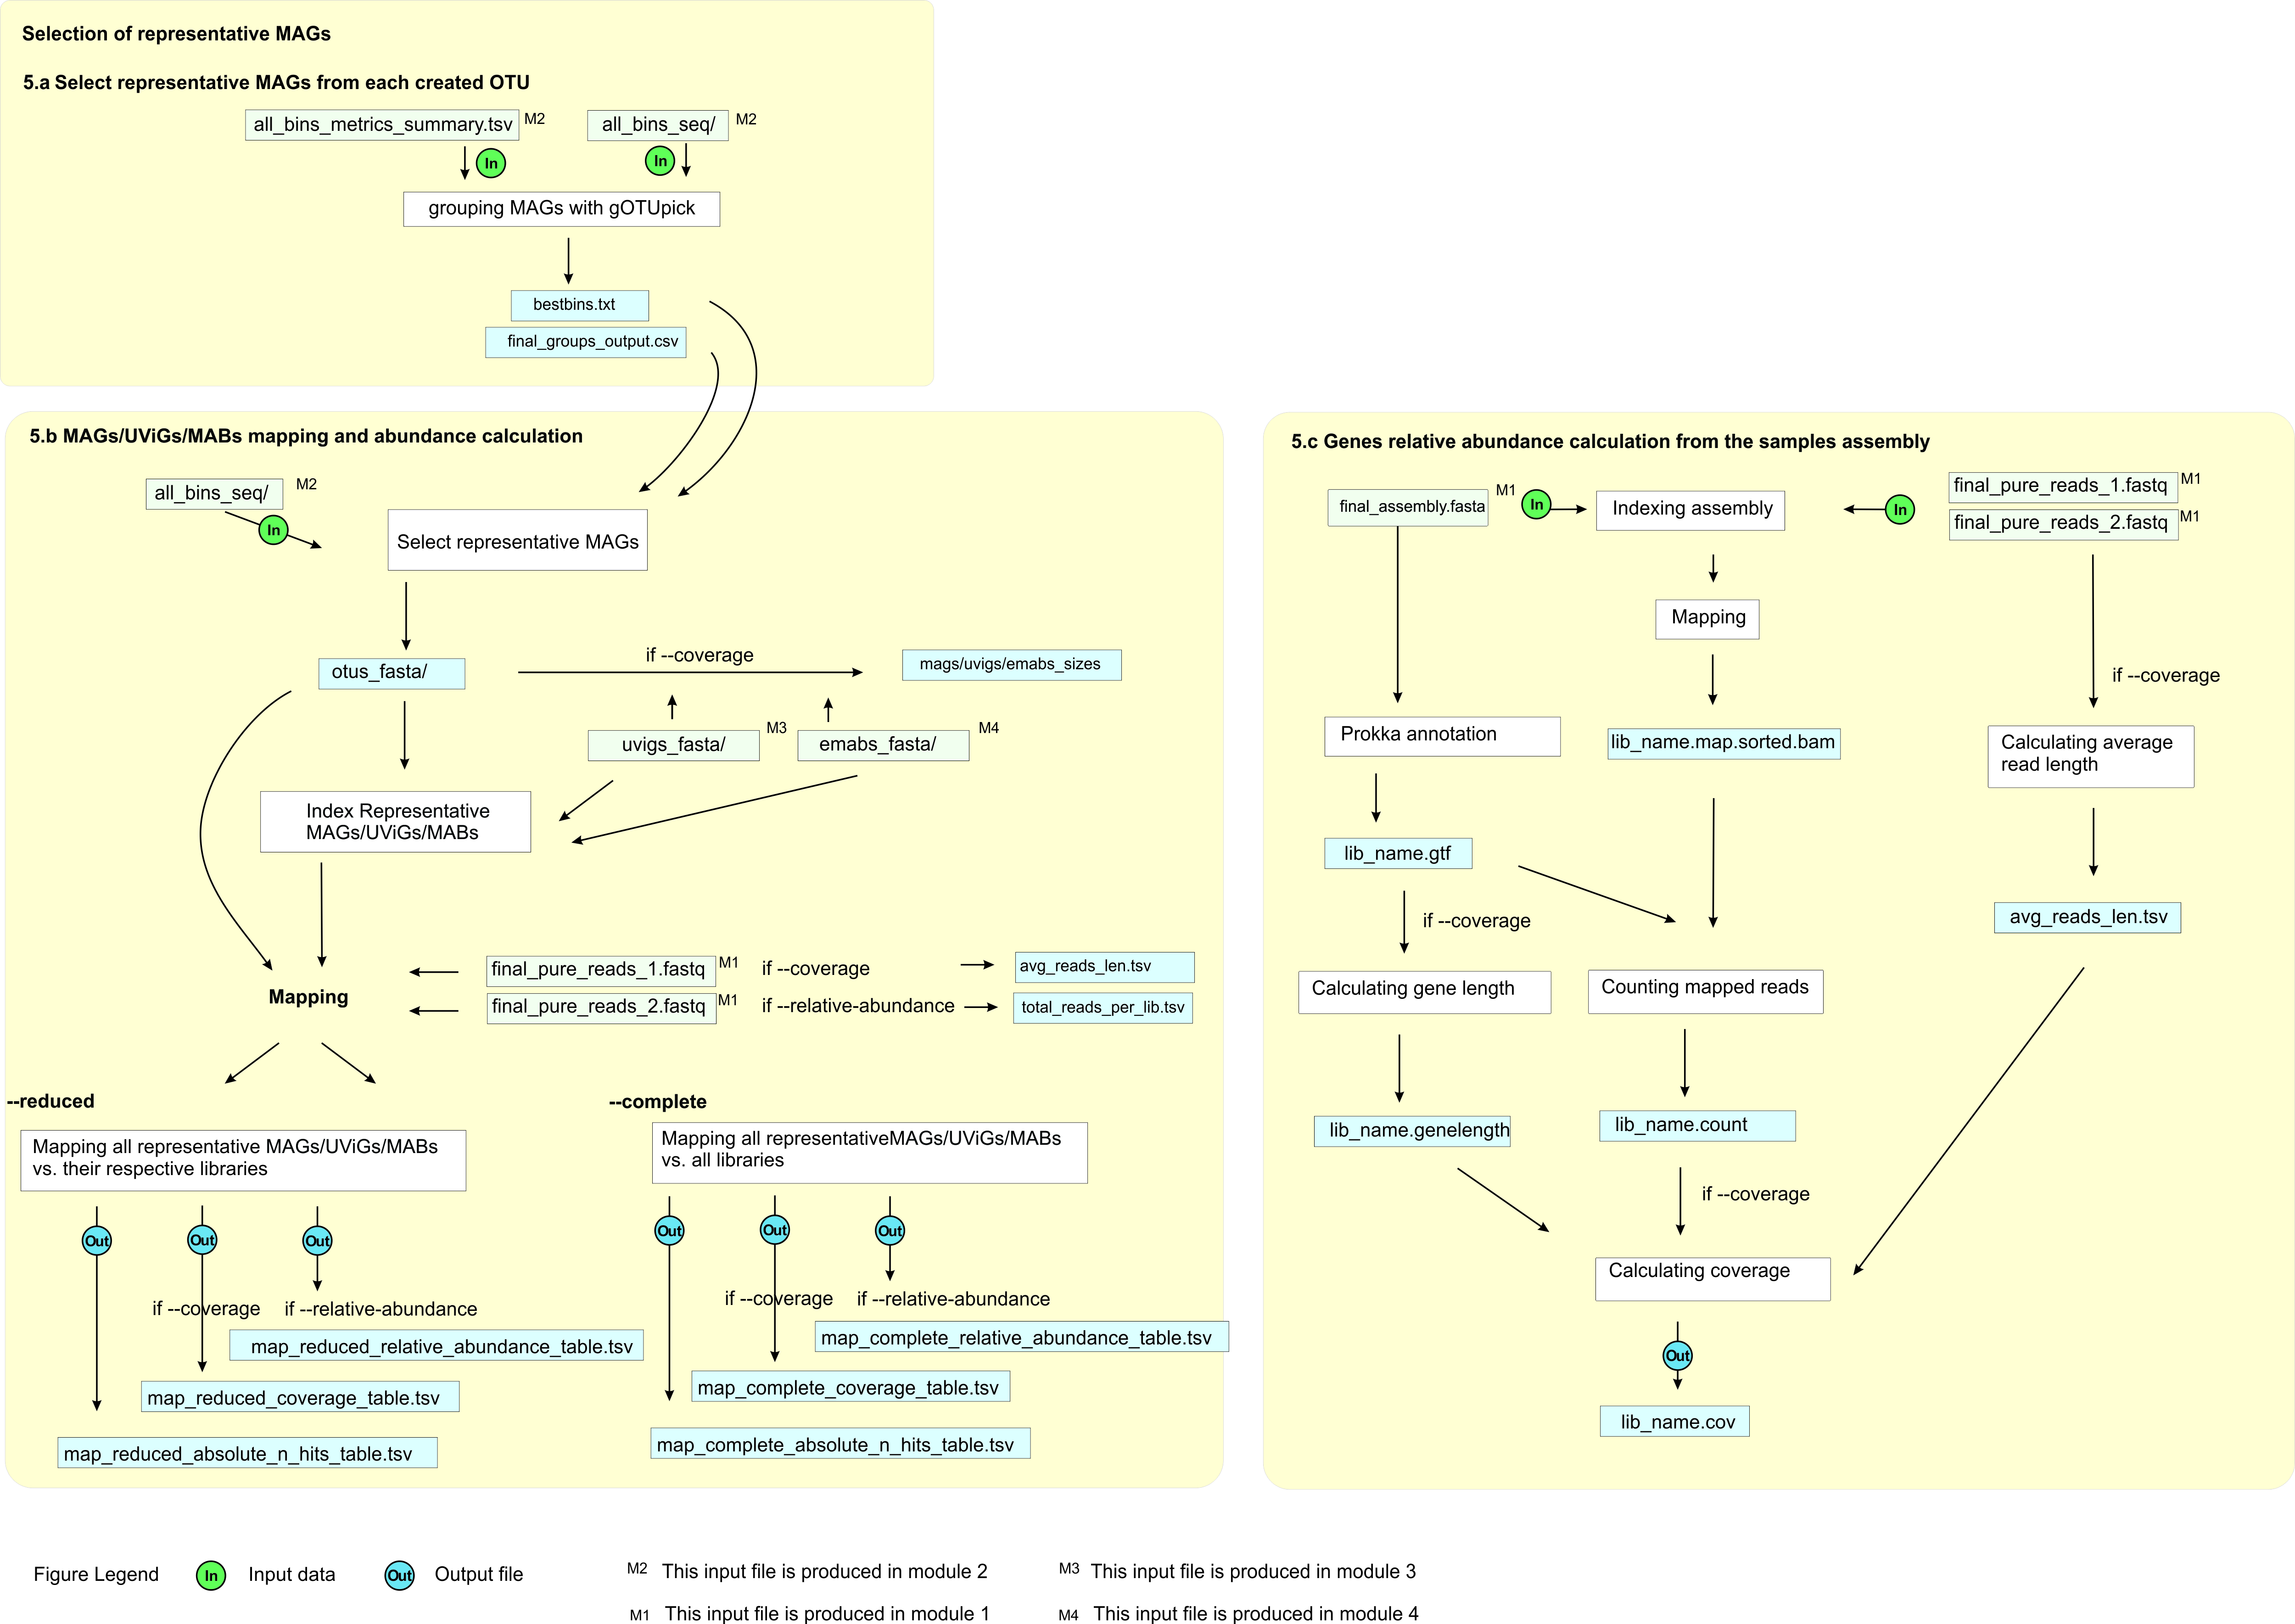 Selection of representative MAGs
5.a Select representative MAGs from each created OTU
all_bins_metrics_summary.tsv M2
all_bins_seq/ M2
In
In
grouping MAGs with gOTUpick
bestbins.txt
final_groups_output.csv
5.b MAGs/UViGs/MABs mapping and abundance calculation
all_bins_seq/ M2
In
Select representative MAGs
otus_fasta/
if --coverage
mags/uvigs/emabs_sizes
uvigs_fasta/ M3
emabs_fasta/ M4
Index Representative
MAGs/UViGs/MABs
Mapping
final_pure_reads_1.fastq M1
if --coverage
avg_reads_len.tsv
final_pure_reads_2.fastq M1
if --relative-abundance
total_reads_per_lib.tsv
--reduced
Mapping all representative MAGs/UViGs/MABs
vs. their respective libraries
Out
Out
Out
if --coverage
if --relative-abundance
map_reduced_relative_abundance_table.tsv
map_reduced_coverage_table.tsv
map_reduced_absolute_n_hits_table.tsv
--complete
Mapping all representativeMAGs/UViGs/MABs
vs. all libraries
Out
Out
Out
if --coverage
if --relative-abundance
map_complete_relative_abundance_table.tsv
map_complete_coverage_table.tsv
map_complete_absolute_n_hits_table.tsv
5.c Genes relative abundance calculation from the samples assembly
final_assembly.fasta M1
In
Indexing assembly
In
final_pure_reads_1.fastq M1
final_pure_reads_2.fastq M1
Mapping
if --coverage
Prokka annotation
lib_name.map.sorted.bam
Calculating average
read length
lib_name.gtf
if --coverage
avg_reads_len.tsv
Calculating gene length
Counting mapped reads
lib_name.genelength
lib_name.count
if --coverage
Calculating coverage
Out
lib_name.cov
Figure Legend
In
Input data
Out
Output file
M2 This input file is produced in module 2
M3 This input file is produced in module 3
M1 This input file is produced in module 1
M4 This input file is produced in module 4